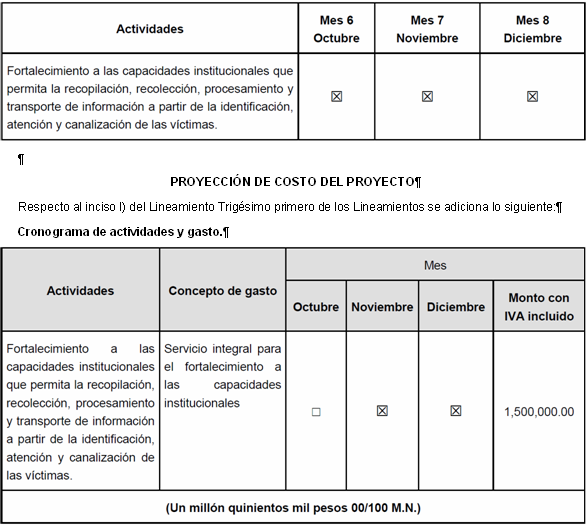 Actividades
Mes 6
Octubre
Mes 7
Noviembre
Mes 8
Diciembre
Fortalecimiento a las capacidades institucionales que
permita la recopilación, recolección, procesamiento y
transporte de información a partir de la identificación,
atención y canalización de las víctimas.
☒ ☒ ☒
¶
PROYECCIÓN DE COSTO DEL PROYECTO¶
Respecto al inciso l) del Lineamiento Trigésimo primero de los Lineamientos se adiciona lo siguiente:¶
Cronograma de actividades y gasto.¶
Actividades
Concepto de gasto
Mes
Octubre
Noviembre
Diciembre
Monto con
IVA incluido
Fortalecimiento a las
capacidades institucionales
que permita la recopilación,
recolección, procesamiento
y transporte de información
a partir de la identificación,
atención y canalización de
las víctimas.
Servicio integral para
el fortalecimiento a
las capacidades
institucionales
☐ ☒ ☒
1,500,000.00
(Un millón quinientos mil pesos 00/100 M.N.)